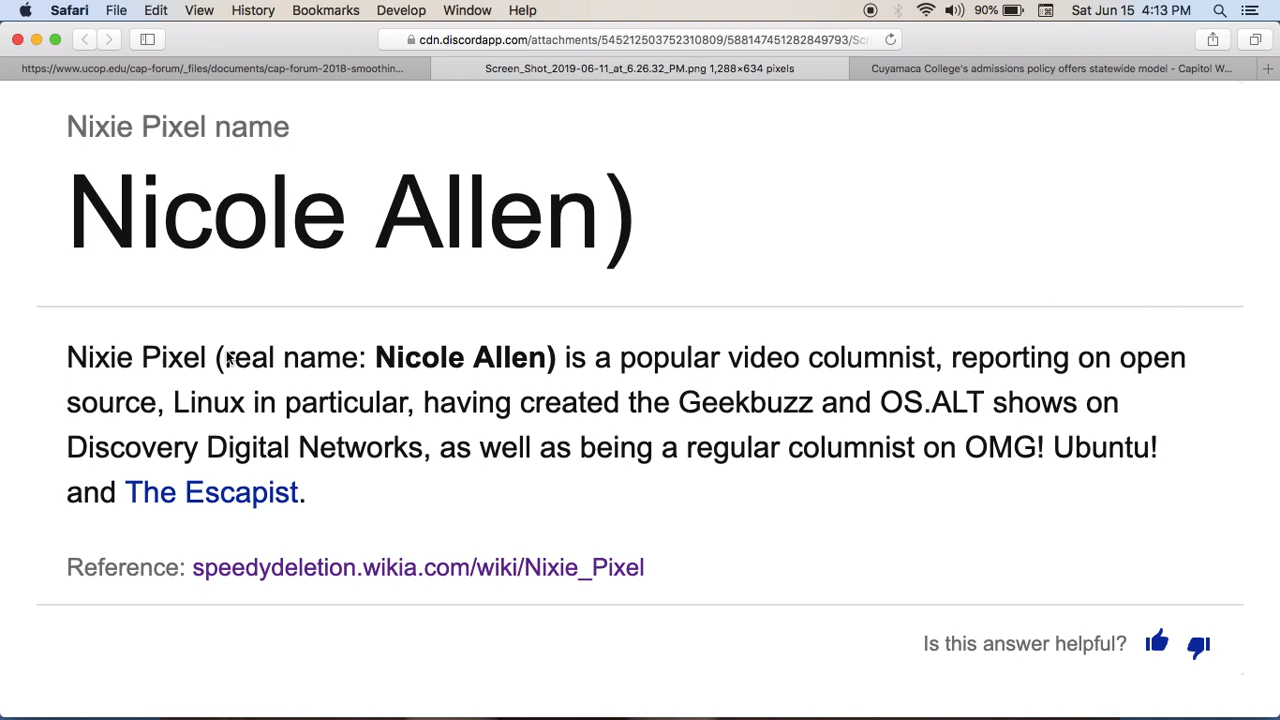 Safari File Edit View History Bookmarks Develop Window Help 90% Sat Jun 15 4:13 PM
cdn.discordapp.com/attachments/545212503752310809/588147451282849793/Scr
https://www.ucop.edu/cap-forum/_files/documents/cap-forum-2018-smoothin... Screen_Shot_2019-06-11_at_6.26.32_PM.png 1,288×634 pixels Cuyamaca College's admissions policy offers statewide model - Capitol W...
Nixie Pixel name
Nicole Allen)
Nixie Pixel (real name: Nicole Allen) is a popular video columnist, reporting on open
source, Linux in particular, having created the Geekbuzz and OS.ALT shows on
Discovery Digital Networks, as well as being a regular columnist on OMG! Ubuntu!
and The Escapist.
Reference: speedydeletion.wikia.com/wiki/Nixie_Pixel
Is this answer helpful?